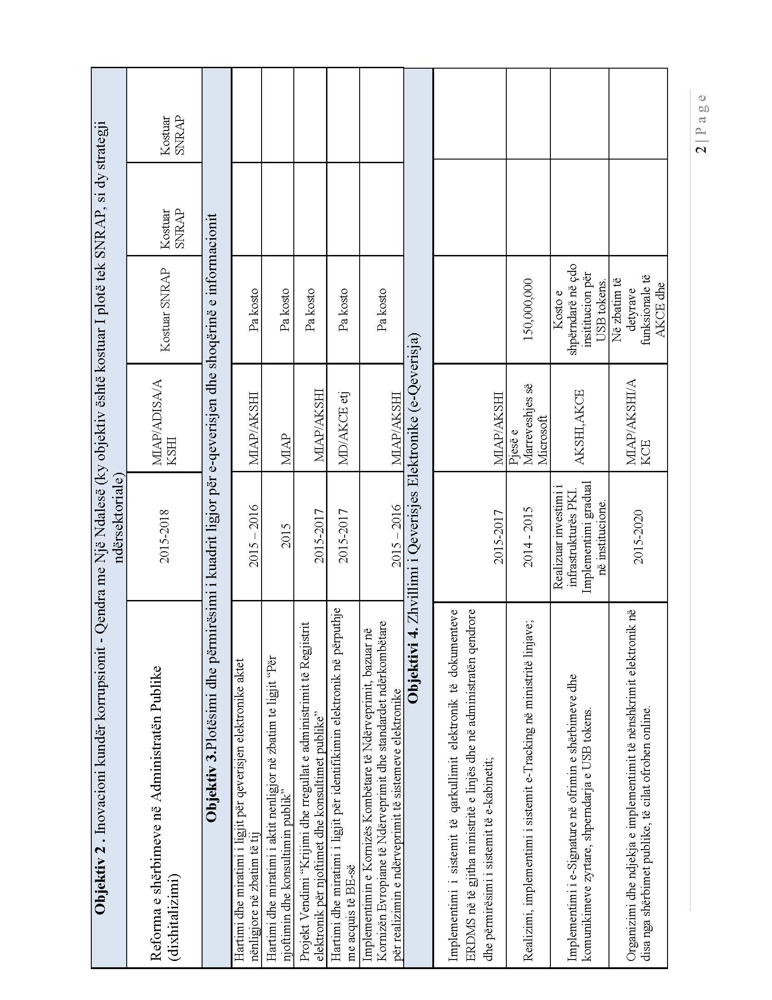 Objektiv 2 . Inovacioni kundër korrupsionit - Qendra me Një Ndalesë (ky objektiv është kostuar I plotë tek SNRAP, si dy strategji
ndërsektoriale)
Reforma e shërbimeve në Administratën Publike
(dixhitalizimi)
2015-2018
MIAP/ADISA/A
KSHI
Kostuar SNRAP
Kostuar
SNRAP
Kostuar
SNRAP
Objektiv 3.Plotësimi dhe përmirësimi i kuadrit ligjor për e-qeverisjen dhe shoqërinë e informacionit
Hartimi dhe miratimi i ligjit për qeverisjen elektronike aktet
nënligjore në zbatim të tij
2015 – 2016
MIAP/AKSHI
Pa kosto
Hartimi dhe miratimi i aktit nenligjor në zbatim te ligjit “Për
njoftimin dhe konsultimin publik”
2015
MIAP
Pa kosto
Projekt Vendimi “Krijimi dhe rregullat e administrimit të Regjistrit
elektronik për njoftimet dhe konsultimet publike”
2015-2017
MIAP/AKSHI
Pa kosto
Hartimi dhe miratimi i ligjit për identifikimin elektronik në përputhje
me acquis të BE-së
2015-2017
MD/AKCE etj
Pa kosto
Implementimin e Kornizës Kombëtare të Ndërveprimit, bazuar në
Kornizën Evropiane të Ndërveprimit dhe standardet ndërkombëtare
për realizimin e ndërveprimit të sistemeve elektronike
2015 – 2016
MIAP/AKSHI
Pa kosto
Objektivi 4. Zhvillimi i Qeverisjes Elektronike (e-Qeverisja)
Implementimi i sistemit të qarkullimit elektronik të dokumenteve
ERDMS në të gjitha ministritë e linjës dhe në administratën qendrore
dhe përmirësimi i sistemit të e-kabinetit;
2015-2017
MIAP/AKSHI
Realizimi, implementimi i sistemit e-Tracking në ministritë linjave;
2014 - 2015
Pjesë e
Marreveshjes së
Microsoft
150,000,000
Implementimi i e-Signature në ofrimin e shërbimeve dhe
komunikimeve zyrtare, shpendarja e USB tokens.
Realizuar investimi i
infrastrukturës PKI.
Implementimi gradual
në institucione.
AKSHI,AKCE
Kosto e
shpërndarë në çdo
insititucion për
USB tokens.
Organizimi dhe ndjekja e implementimit të nënshkrimit elektronik në
disa nga shërbimet publike, të cilat ofrohen online.
2015-2020
MIAP/AKSHI/A
KCE
Në zbatim të
detyrave
funksionale të
AKCE dhe
2 | P a g e